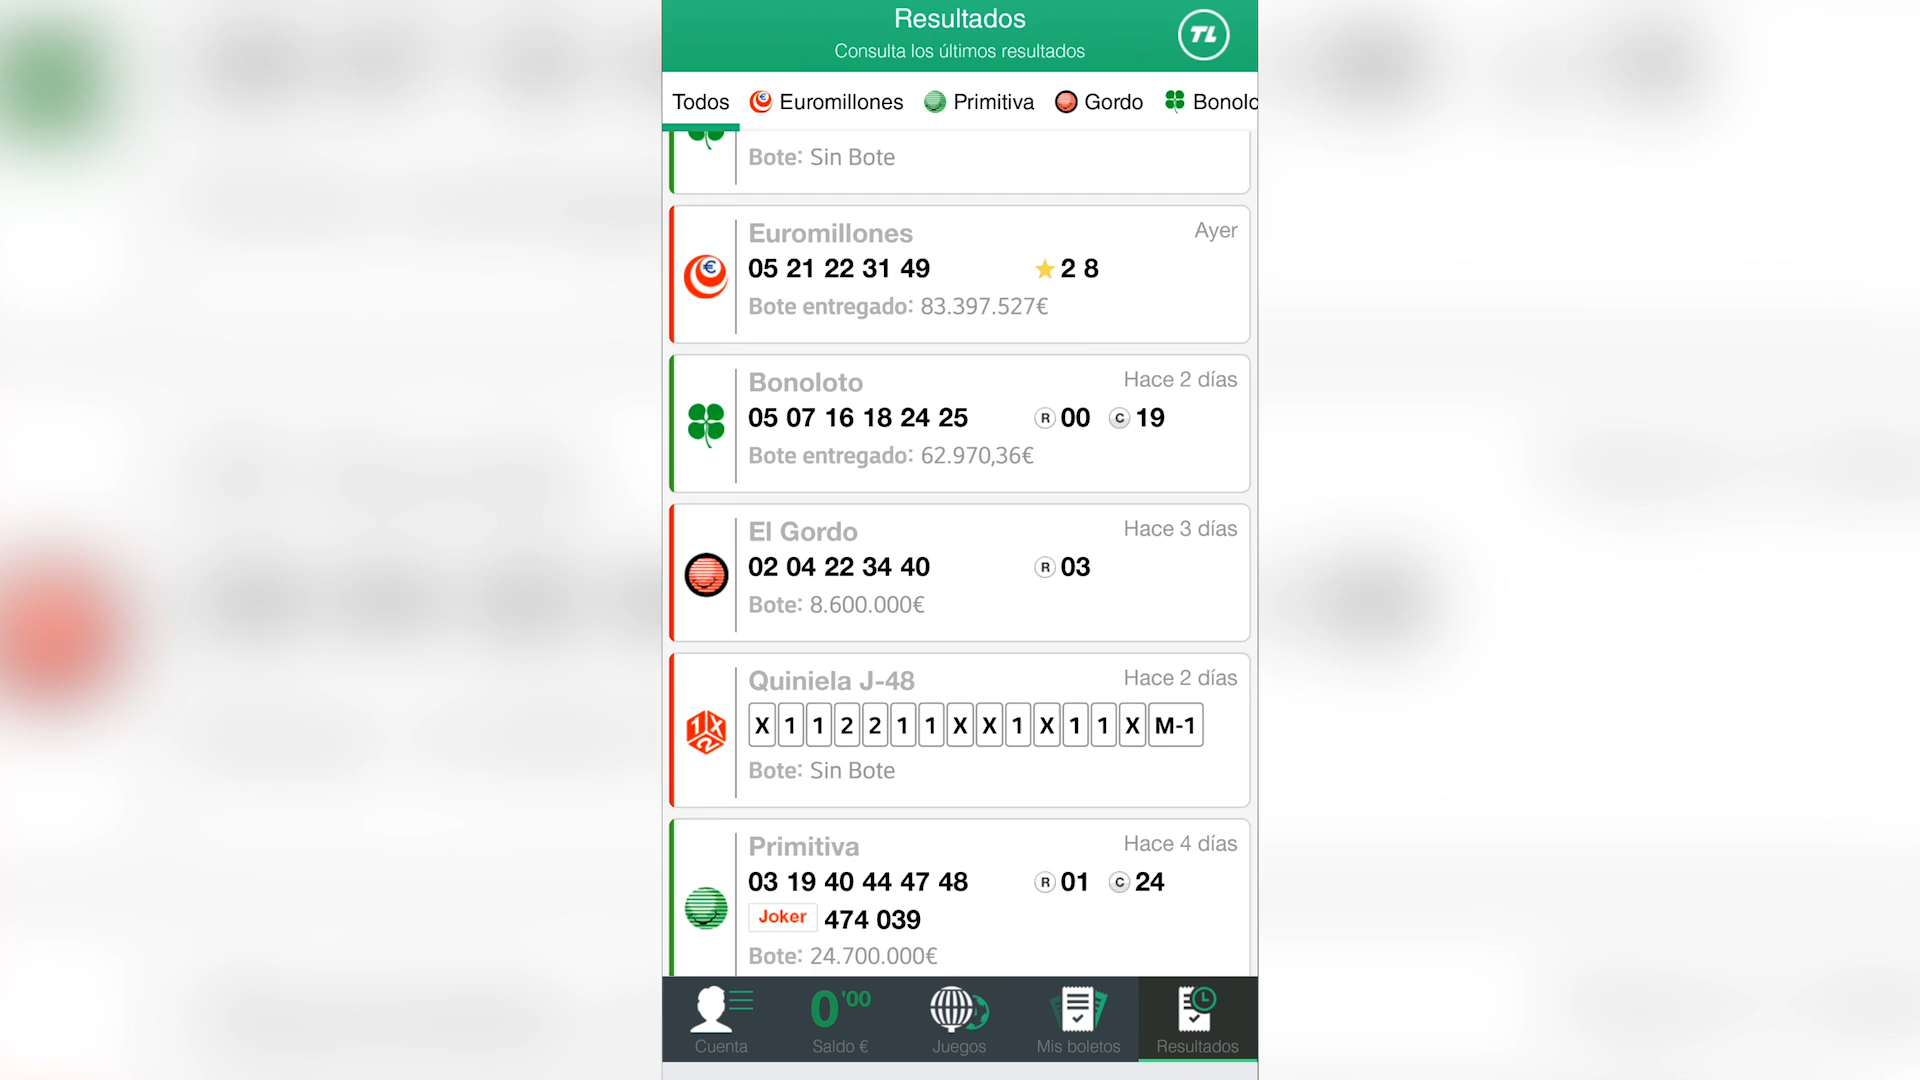 Resultados
Consulta los últimos resultados
TL
Todos Euromillones Primitiva Gordo Bonolo
Bote: Sin Bote
Euromillones Ayer
05 21 22 31 49 2 8
Bote entregado: 83.397.527€
Bonoloto Hace 2 días
05 07 16 18 24 25 R 00 C 19
Bote entregado: 62.970,36€
El Gordo Hace 3 días
02 04 22 34 40 R 03
Bote: 8.600.000€
Quiniela J-48 Hace 2 días
X 1 1 2 2 1 1 X X 1 X 1 1 X M-1
1X2
Bote: Sin Bote
Primitiva Hace 4 días
03 19 40 44 47 48 R 01 C 24
Joker 474 039
Bote: 24.700.000€
0'00
Cuenta Saldo € Juegos Mis boletos Resultados